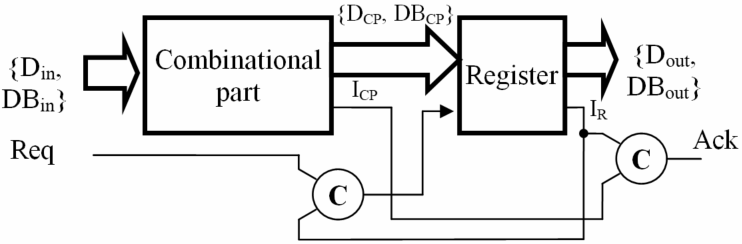 {D_CP, DB_CP}
{D_in,
DB_in}
Combinational
part
Register
{D_out,
DB_out}
I_CP
I_R
Req
C
C
Ack